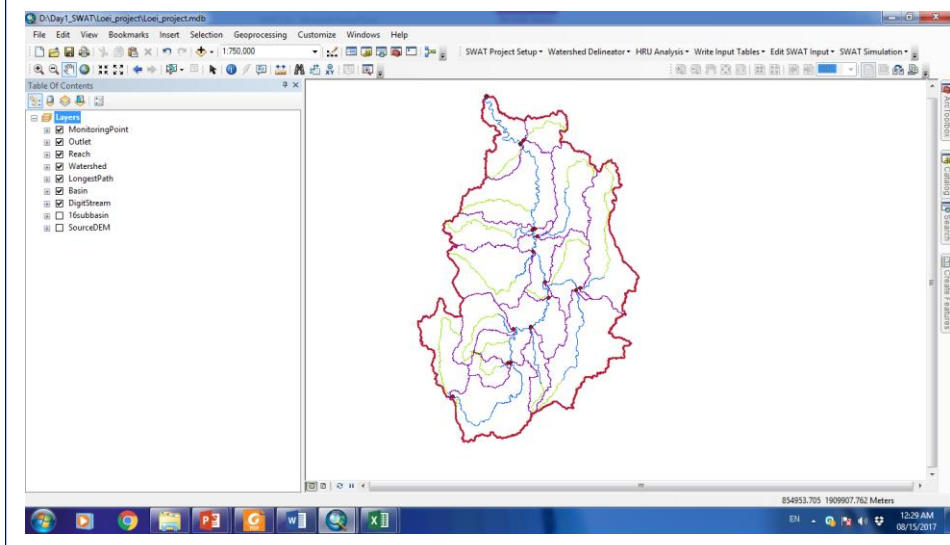 D:\Day1_SWAT\Loei_project\Loei_project.mdb
File Edit View Bookmarks Insert Selection Geoprocessing Customize Windows Help
1:750,000 SWAT Project Setup Watershed Delineator HRU Analysis Write Input Tables Edit SWAT Input SWAT Simulation
Table Of Contents
Layers
MonitoringPoint
Outlet
Reach
Watershed
LongestPath
Basin
DigitStream
16subbasin
SourceDEM
ArcToolbox
Catalog
Search
Create Features
854953.705 1909907.762 Meters
EN
12:29 AM
08/15/2017